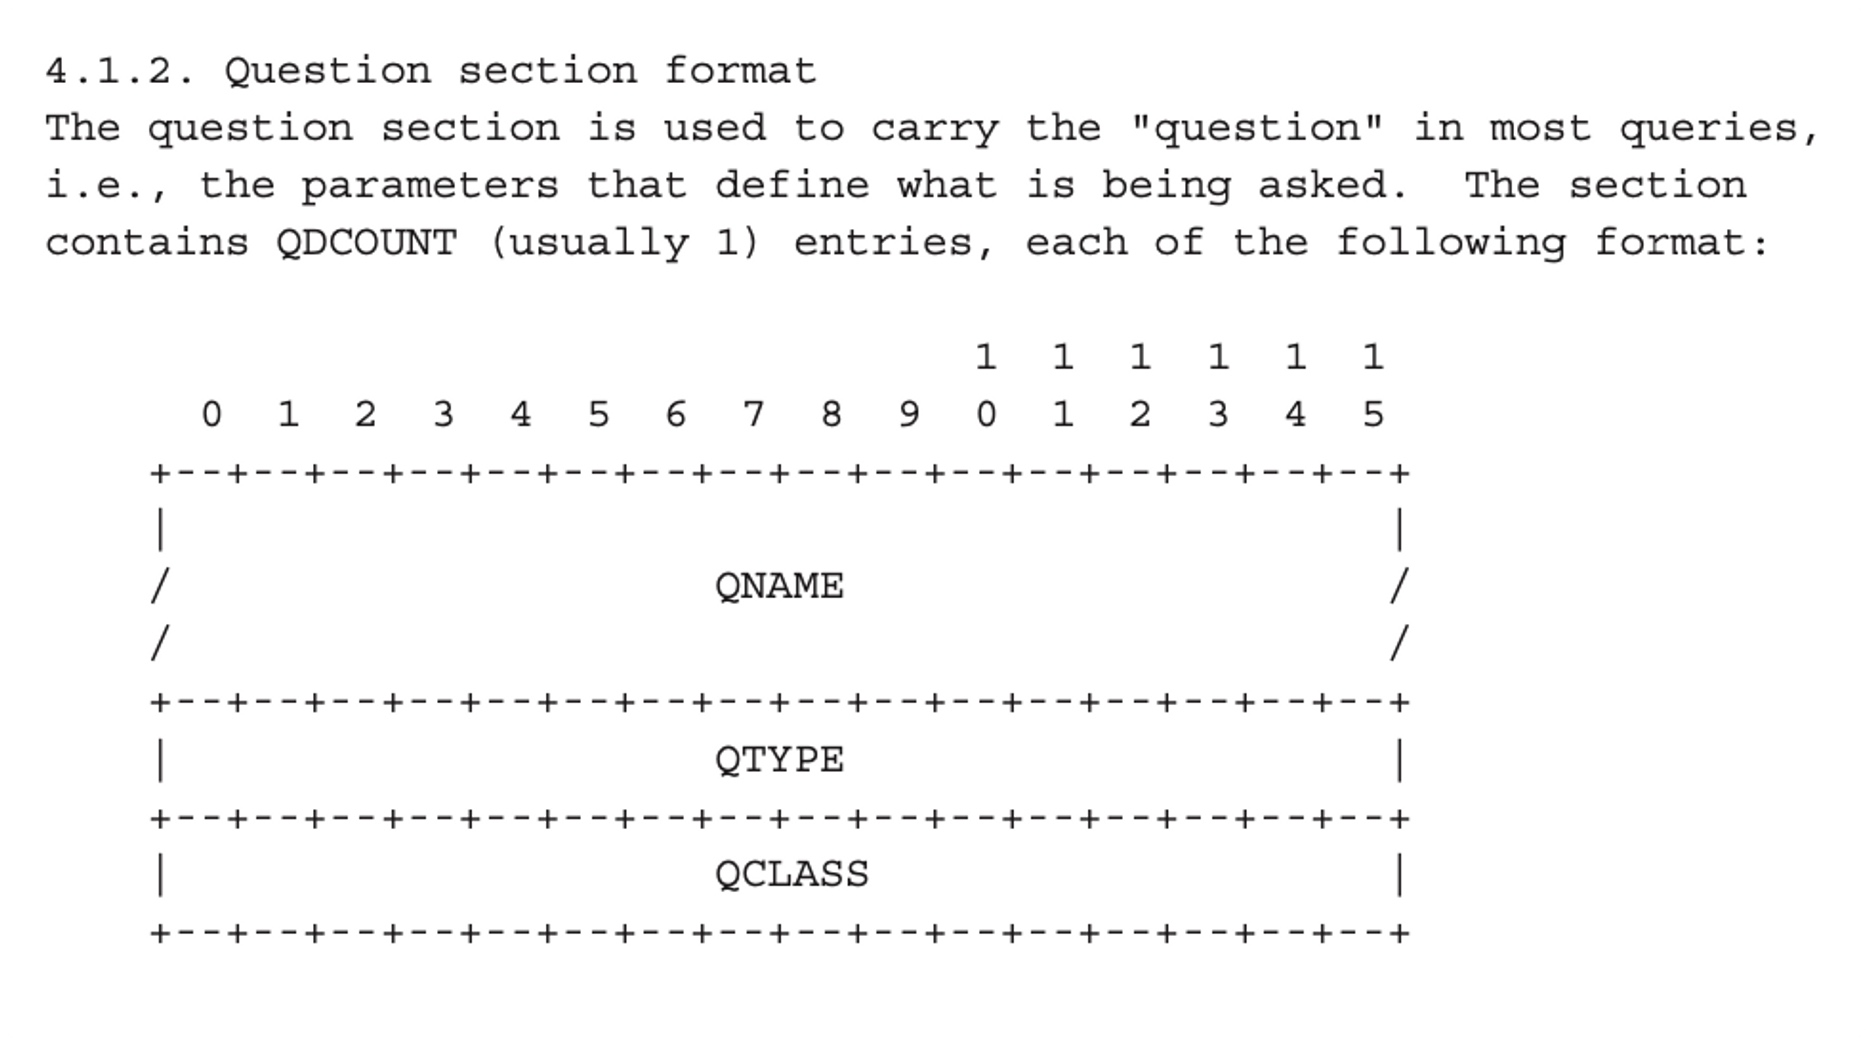 4.1.2. Question section format
The question section is used to carry the "question" in most queries,
i.e., the parameters that define what is being asked.  The section
contains QDCOUNT (usually 1) entries, each of the following format:

                                    1  1  1  1  1  1
      0  1  2  3  4  5  6  7  8  9  0  1  2  3  4  5
    +--+--+--+--+--+--+--+--+--+--+--+--+--+--+--+--+
    |                                               |
    /                     QNAME                     /
    /                                               /
    +--+--+--+--+--+--+--+--+--+--+--+--+--+--+--+--+
    |                     QTYPE                     |
    +--+--+--+--+--+--+--+--+--+--+--+--+--+--+--+--+
    |                     QCLASS                    |
    +--+--+--+--+--+--+--+--+--+--+--+--+--+--+--+--+